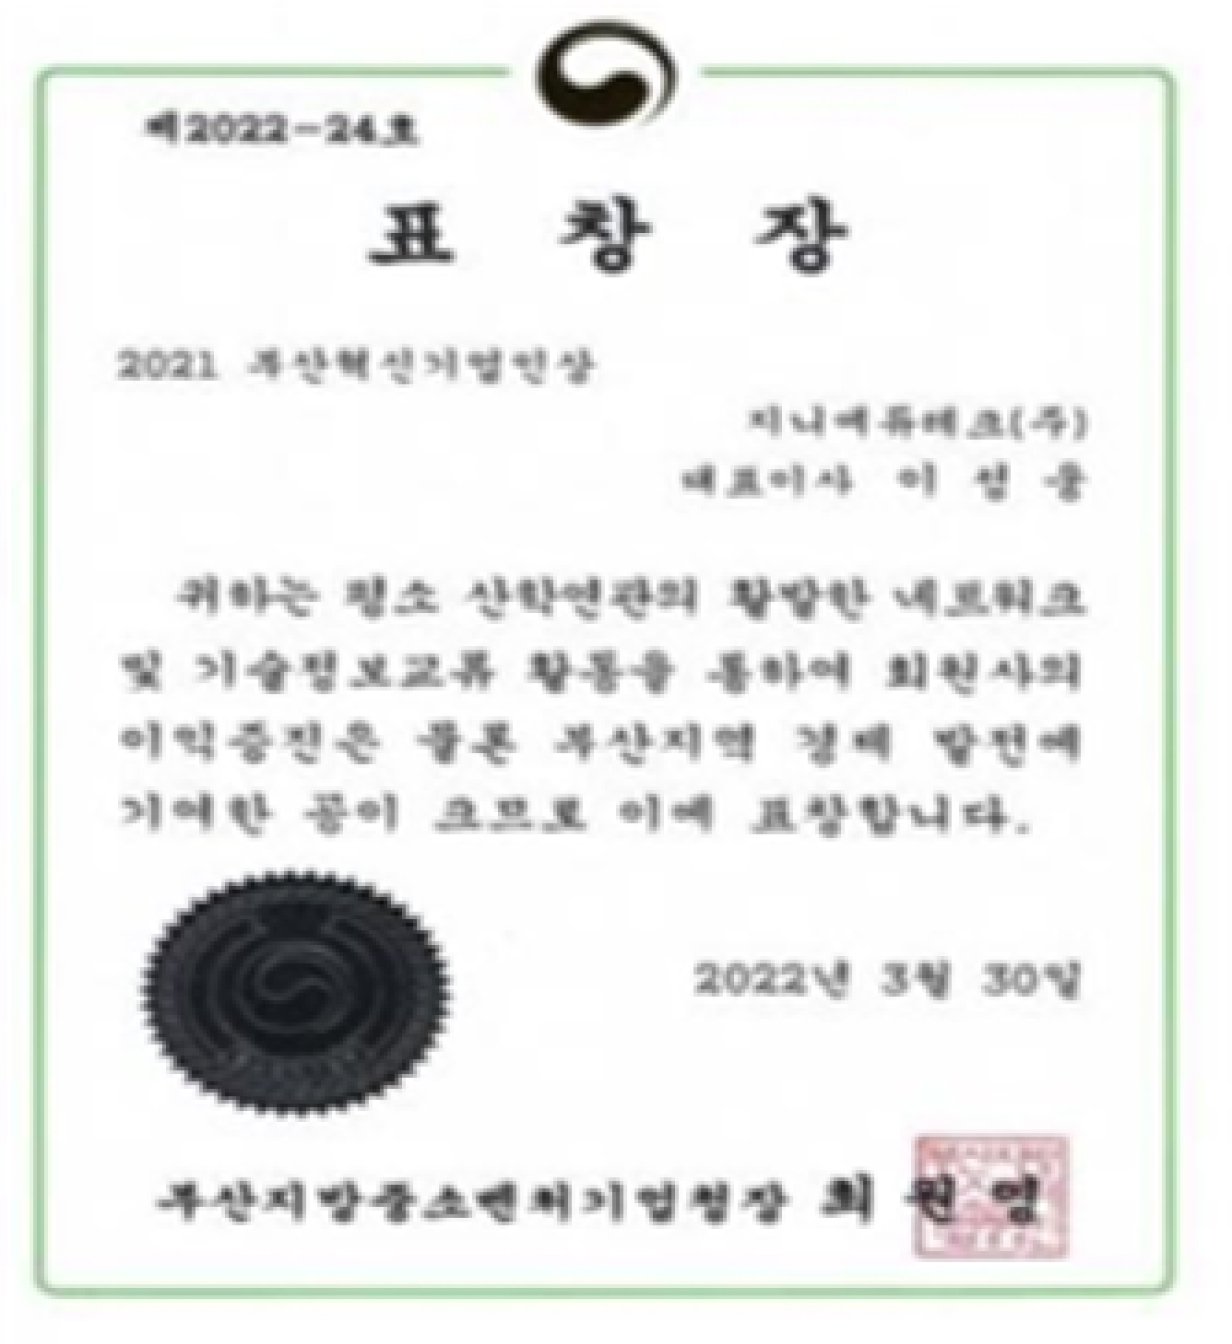 제2022-24호
표 창 장
2021 부산혁신기업인상
지니에듀테크(주)
대표이사 이
귀하는 평소 산학연관의 활발한 네트워크
및 기술정보교류 활동을 통하여 회원사의
이익증진은 물론 부산지역 경제 발전에
기여한 공이 크므로 이에 표창합니다.
2022년 3월 30일
부산지방중소벤처기업청장 최 원 영